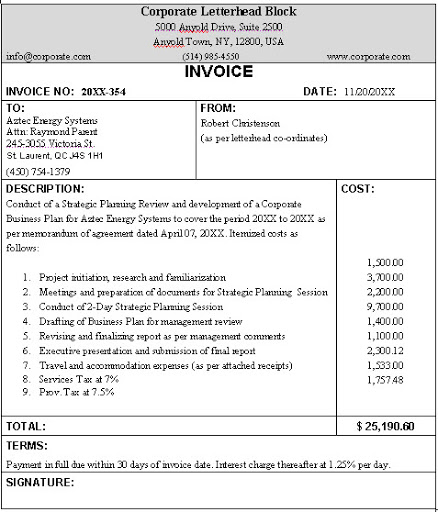 Corporate Letterhead Block
5000 Anyold Drive, Suite 2500
Anyold Town, NY, 12800, USA
info@corporate.com (514) 985-4550 www.corporate.com
INVOICE
INVOICE NO: 20XX-354 DATE: 11/20/20XX
TO: FROM:
Aztec Energy Systems Robert Christenson
Attn: Raymond Parent (as per letterhead co-ordinates)
245-3055 Victoria St.
St. Laurent, QC J4S 1H1
(450) 754-1379
DESCRIPTION: COST:
Conduct of a Strategic Planning Review and development of a Corporate
Business Plan for Aztec Energy Systems to cover the period 20XX to 20XX as
per memorandum of agreement dated April 07, 20XX. Itemized costs as
follows:
1,500.00
1. Project initiation, research and familiarization 3,700.00
2. Meetings and preparation of documents for Strategic Planning Session 2,200.00
3. Conduct of 2-Day Strategic Planning Session 9,700.00
4. Drafting of Business Plan for management review 1,400.00
5. Revising and finalizing report as per management comments 1,100.00
6. Executive presentation and submission of final report 2,300.12
7. Travel and accommodation expenses (as per attached receipts) 1,533.00
8. Services Tax at 7% 1,757.48
9. Prov. Tax at 7.5%
TOTAL: $ 25,190.60
TERMS:
Payment in full due within 30 days of invoice date. Interest charge thereafter at 1.25% per day.
SIGNATURE: